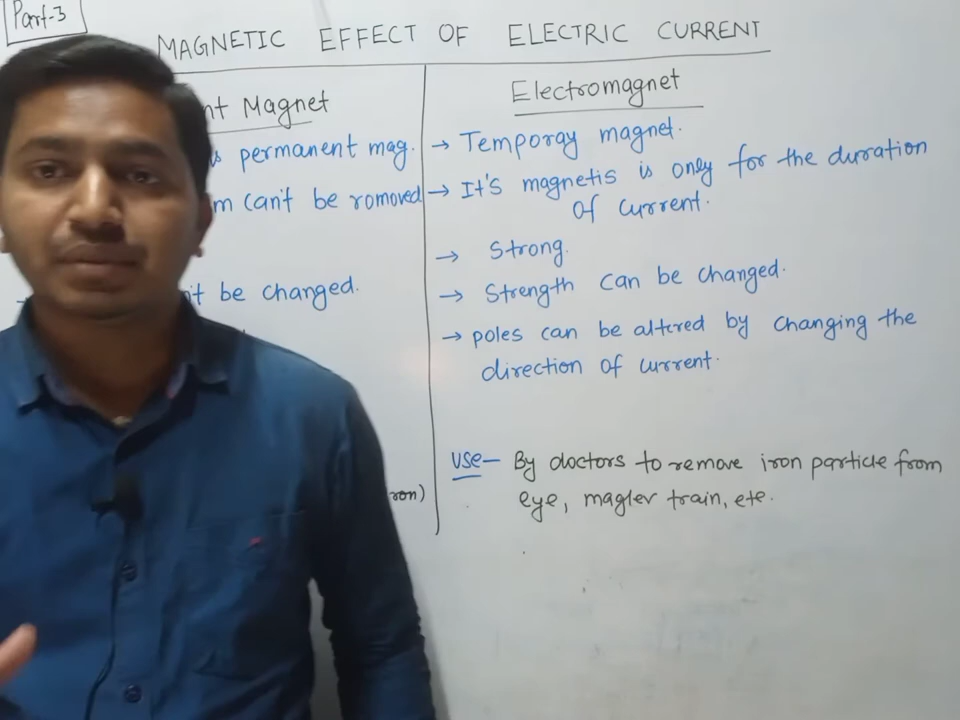 Part-3
MAGNETIC EFFECT OF ELECTRIC CURRENT
nt Magnet
s permanent mag.
m can't be romoved
't be changed.
ron)
Electromagnet
→ Temporay magnet.
→ It's magnetis is only for the duration
of current.
→ Strong.
→ Strength can be changed.
→ poles can be altered by changing the
direction of current.
USE- By doctors to remove iron particle from
eye, maglev train, etc.